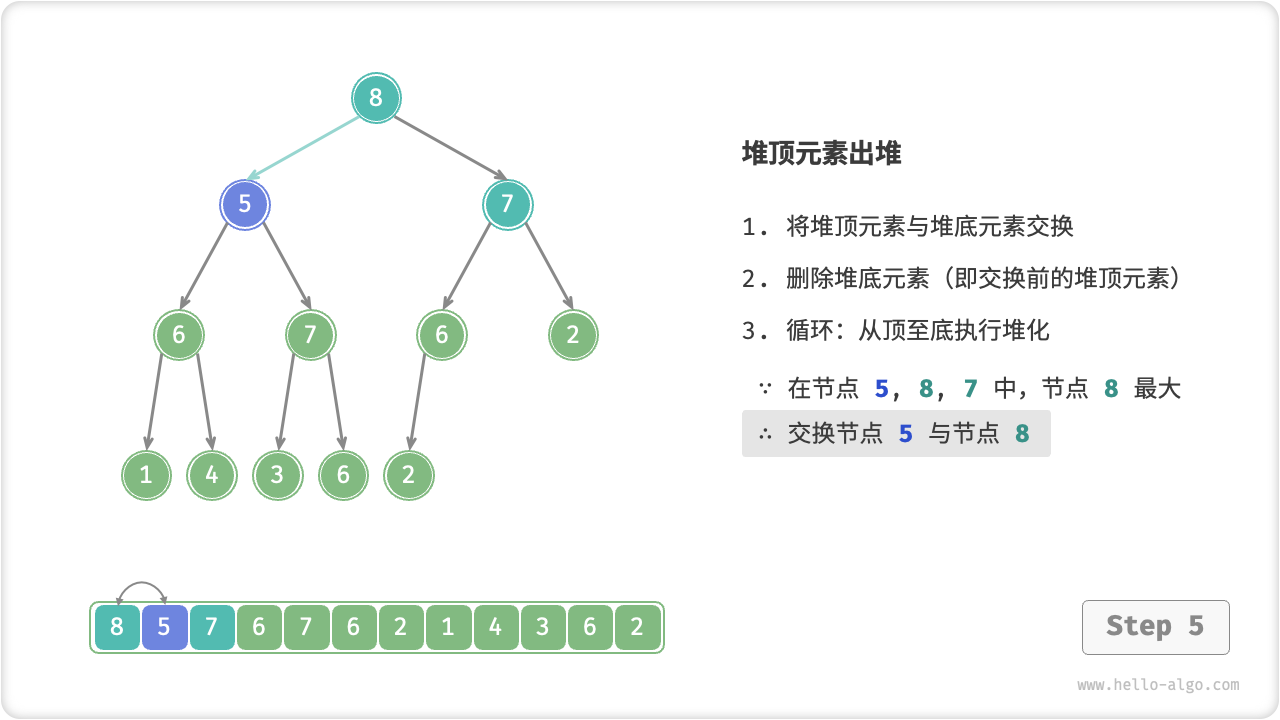 8
5 7
6 7 6 2
1 4 3 6 2
8 5 7 6 7 6 2 1 4 3 6 2
堆顶元素出堆
1. 将堆顶元素与堆底元素交换
2. 删除堆底元素（即交换前的堆顶元素）
3. 循环：从顶至底执行堆化
∵ 在节点 5, 8, 7 中，节点 8 最大
∴ 交换节点 5 与节点 8
Step 5
www.hello-algo.com